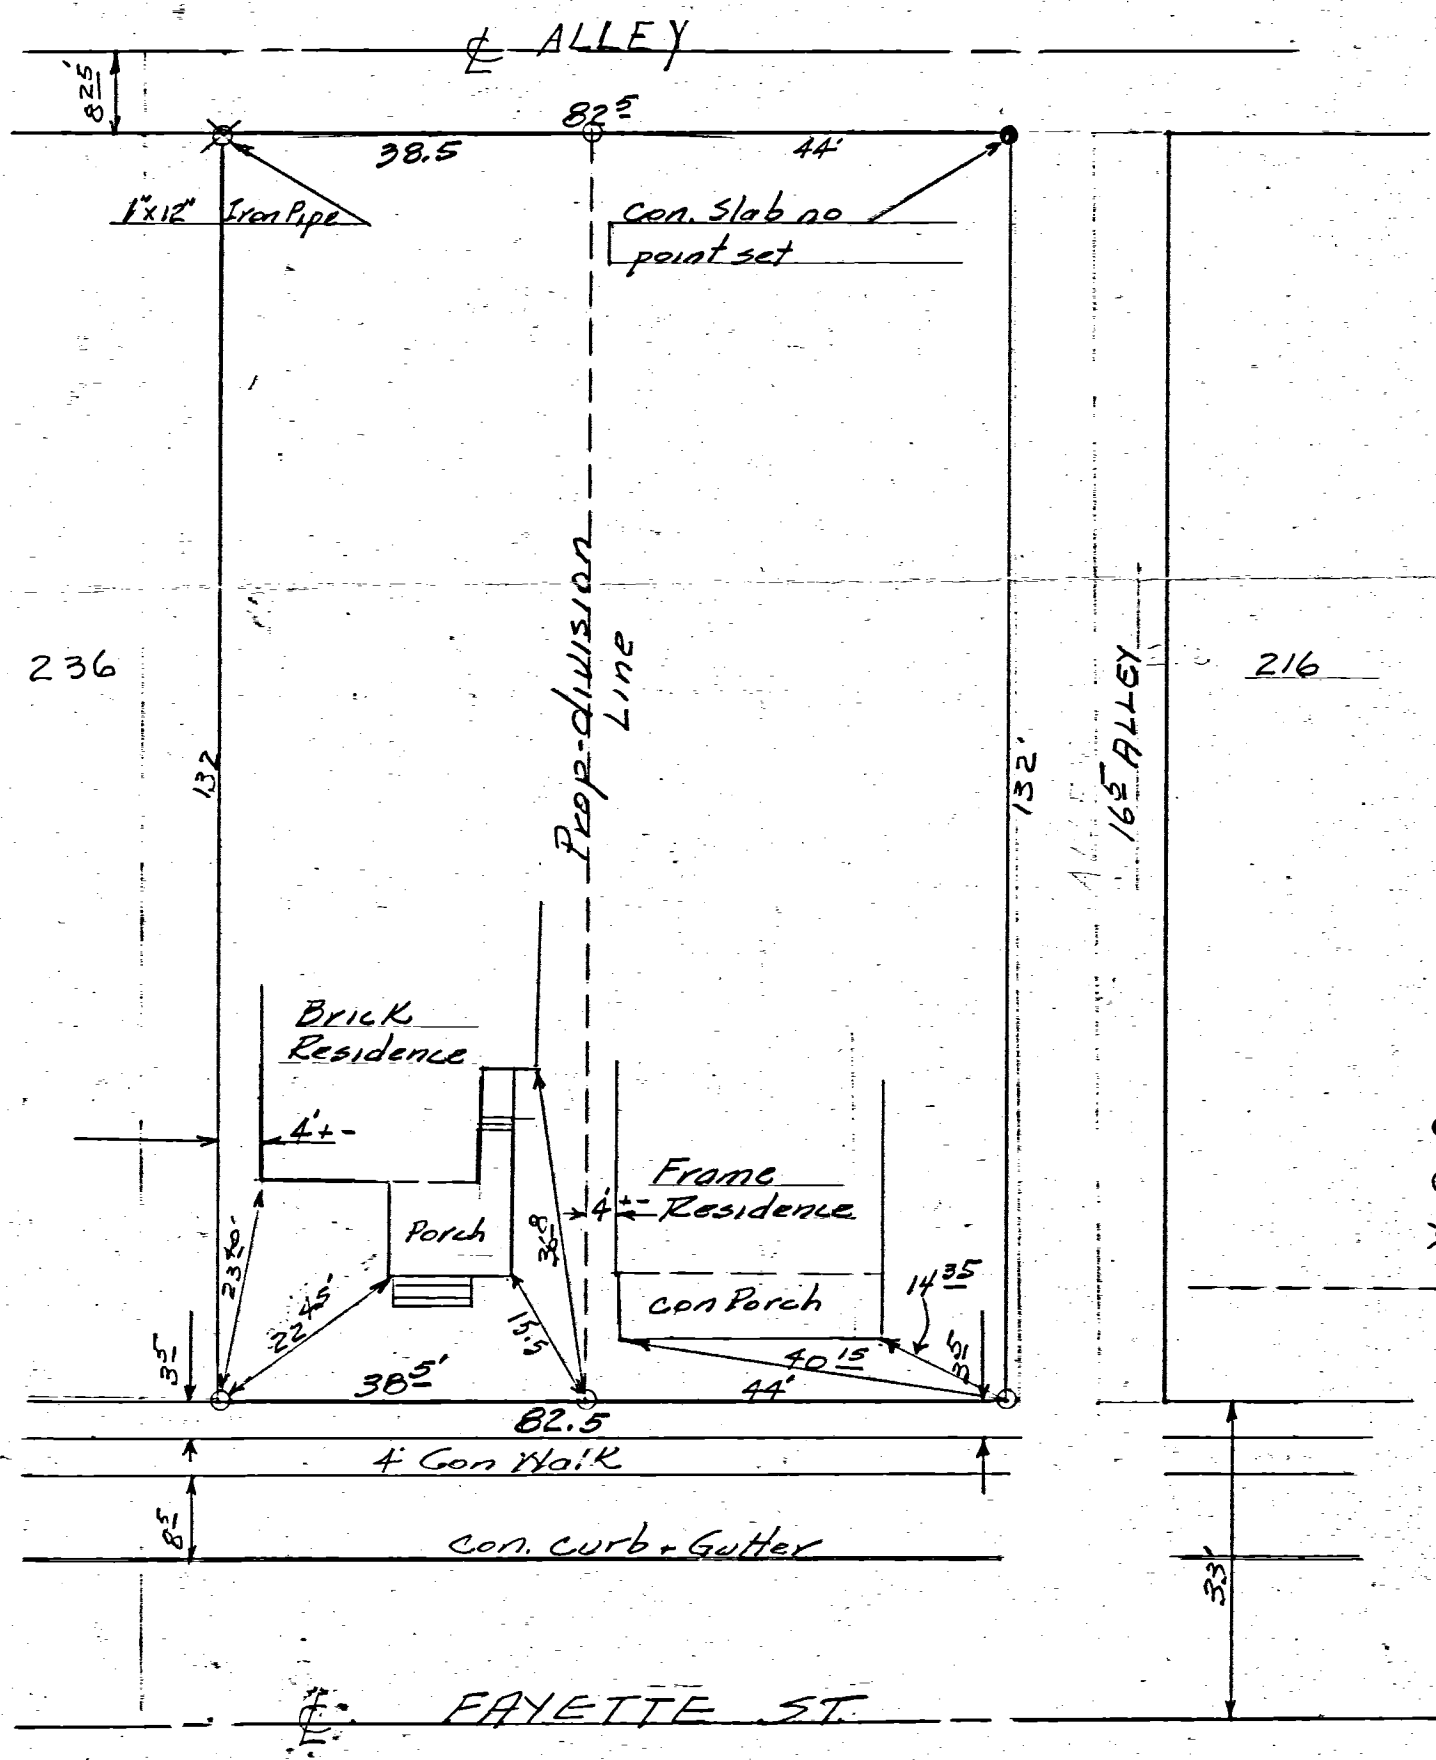 ℄ ALLEY
8 25'
82 5
38.5
44'
1"x12" Iron Pipe
Con. Slab no
point set
Prop-division
Line
236
216
132
132'
16 5 ALLEY
Brick
Residence
4'+-
Frame
4'+- Residence
Porch
con Porch
23
22 45'
36.8
15.5
14 35
40 15
3 5
3 5
38 5'
44'
82.5
4' Con Walk
8 5
con. curb + Gutter
33'
℄ FAYETTE ST.